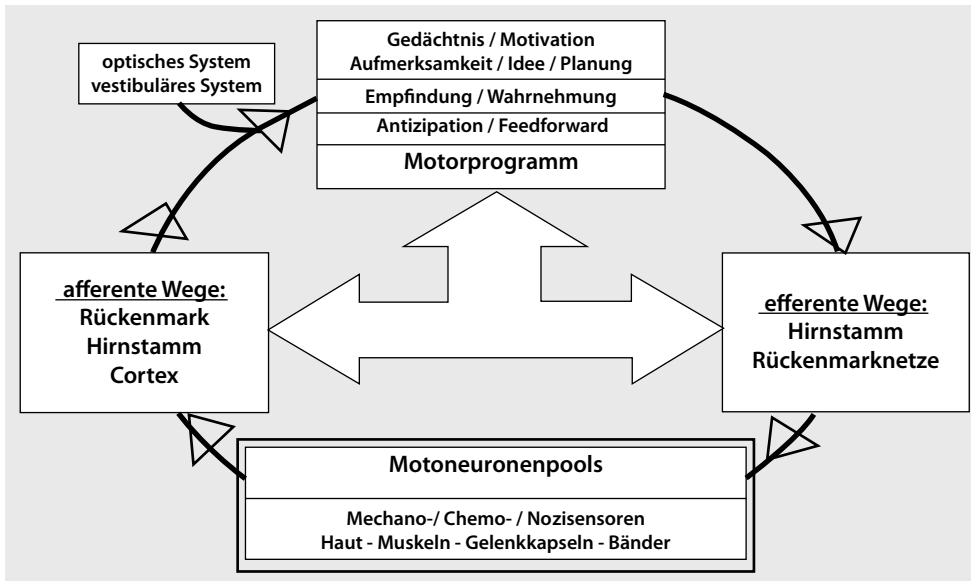 optisches System
vestibuläres System
Gedächtnis / Motivation
Aufmerksamkeit / Idee / Planung
Empfindung / Wahrnehmung
Antizipation / Feedforward
Motorprogramm
afferente Wege:
Rückenmark
Hirnstamm
Cortex
efferente Wege:
Hirnstamm
Rückenmarknetze
Motoneuronenpools
Mechano-/ Chemo- / Nozisensoren
Haut - Muskeln - Gelenkkapseln - Bänder